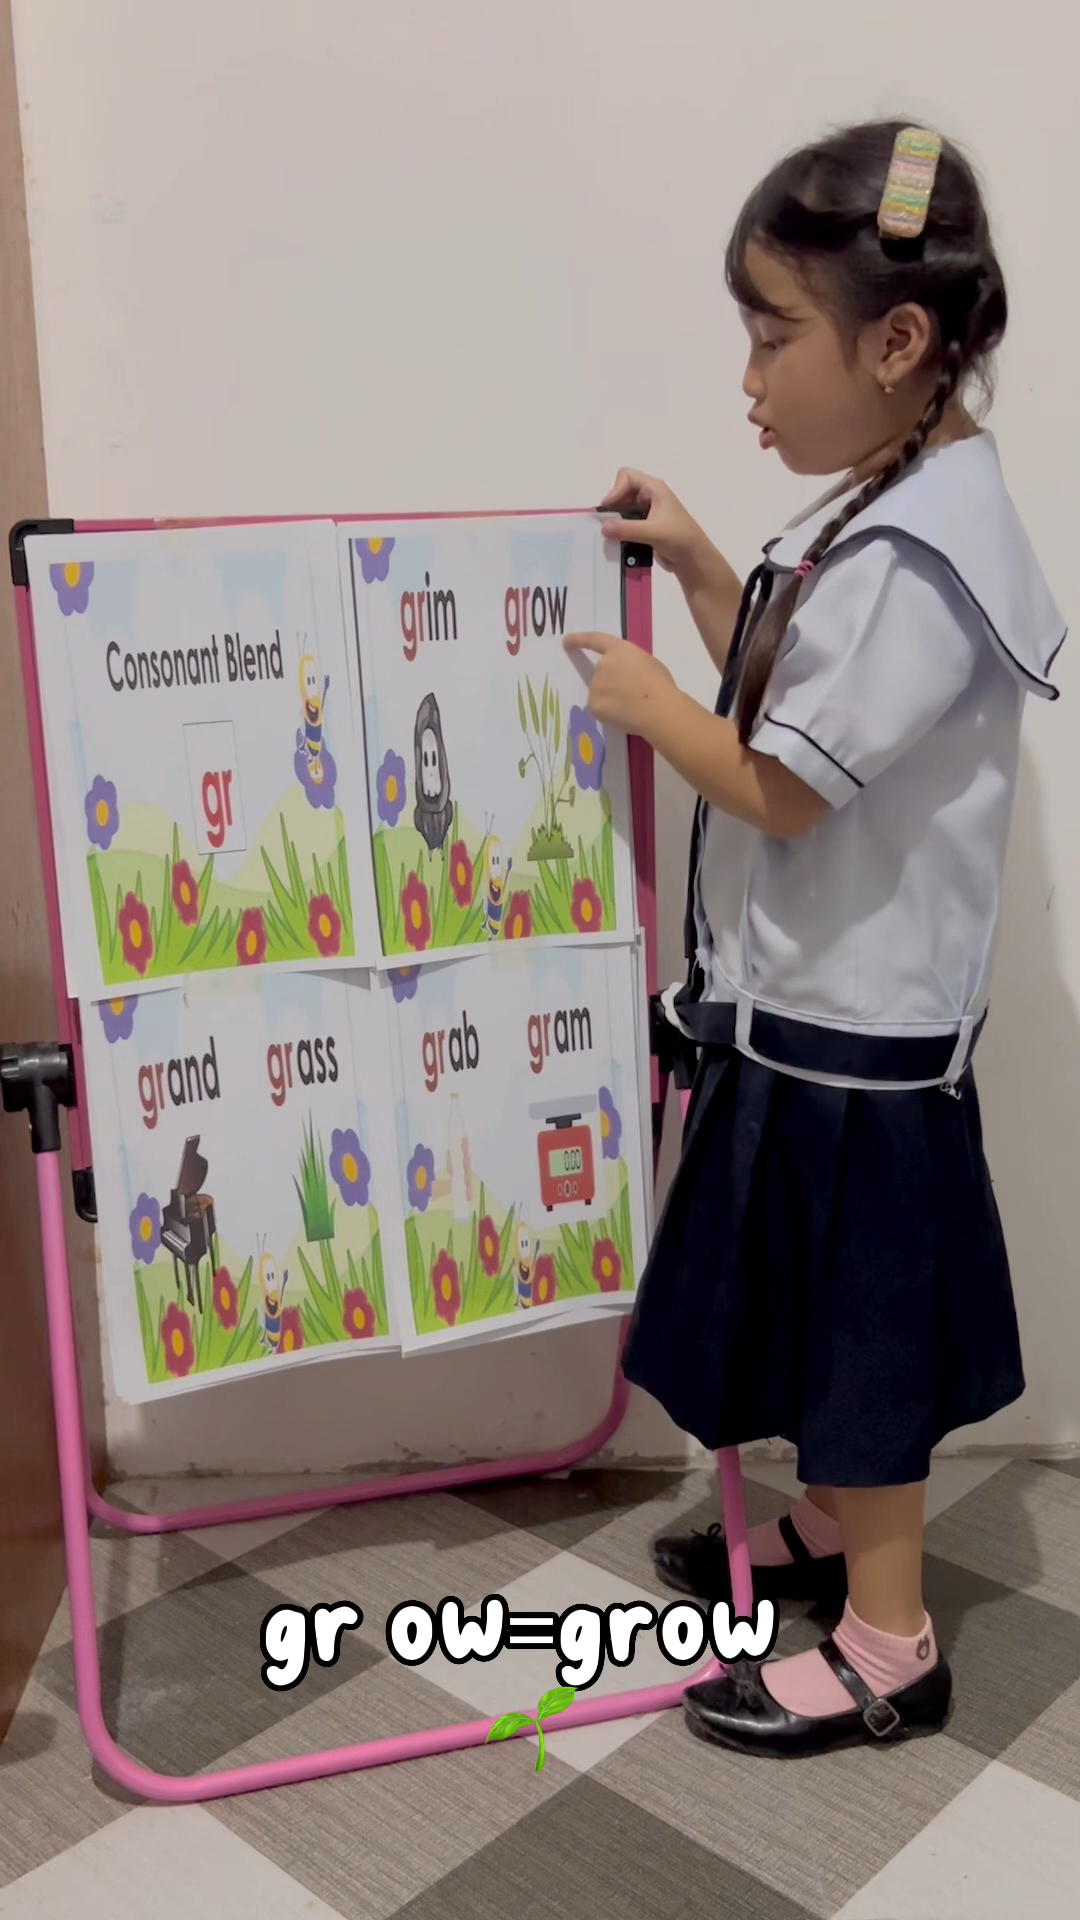 Consonant Blend
gr
grim grow
grand grass
grab gram
0.00
gr ow=grow